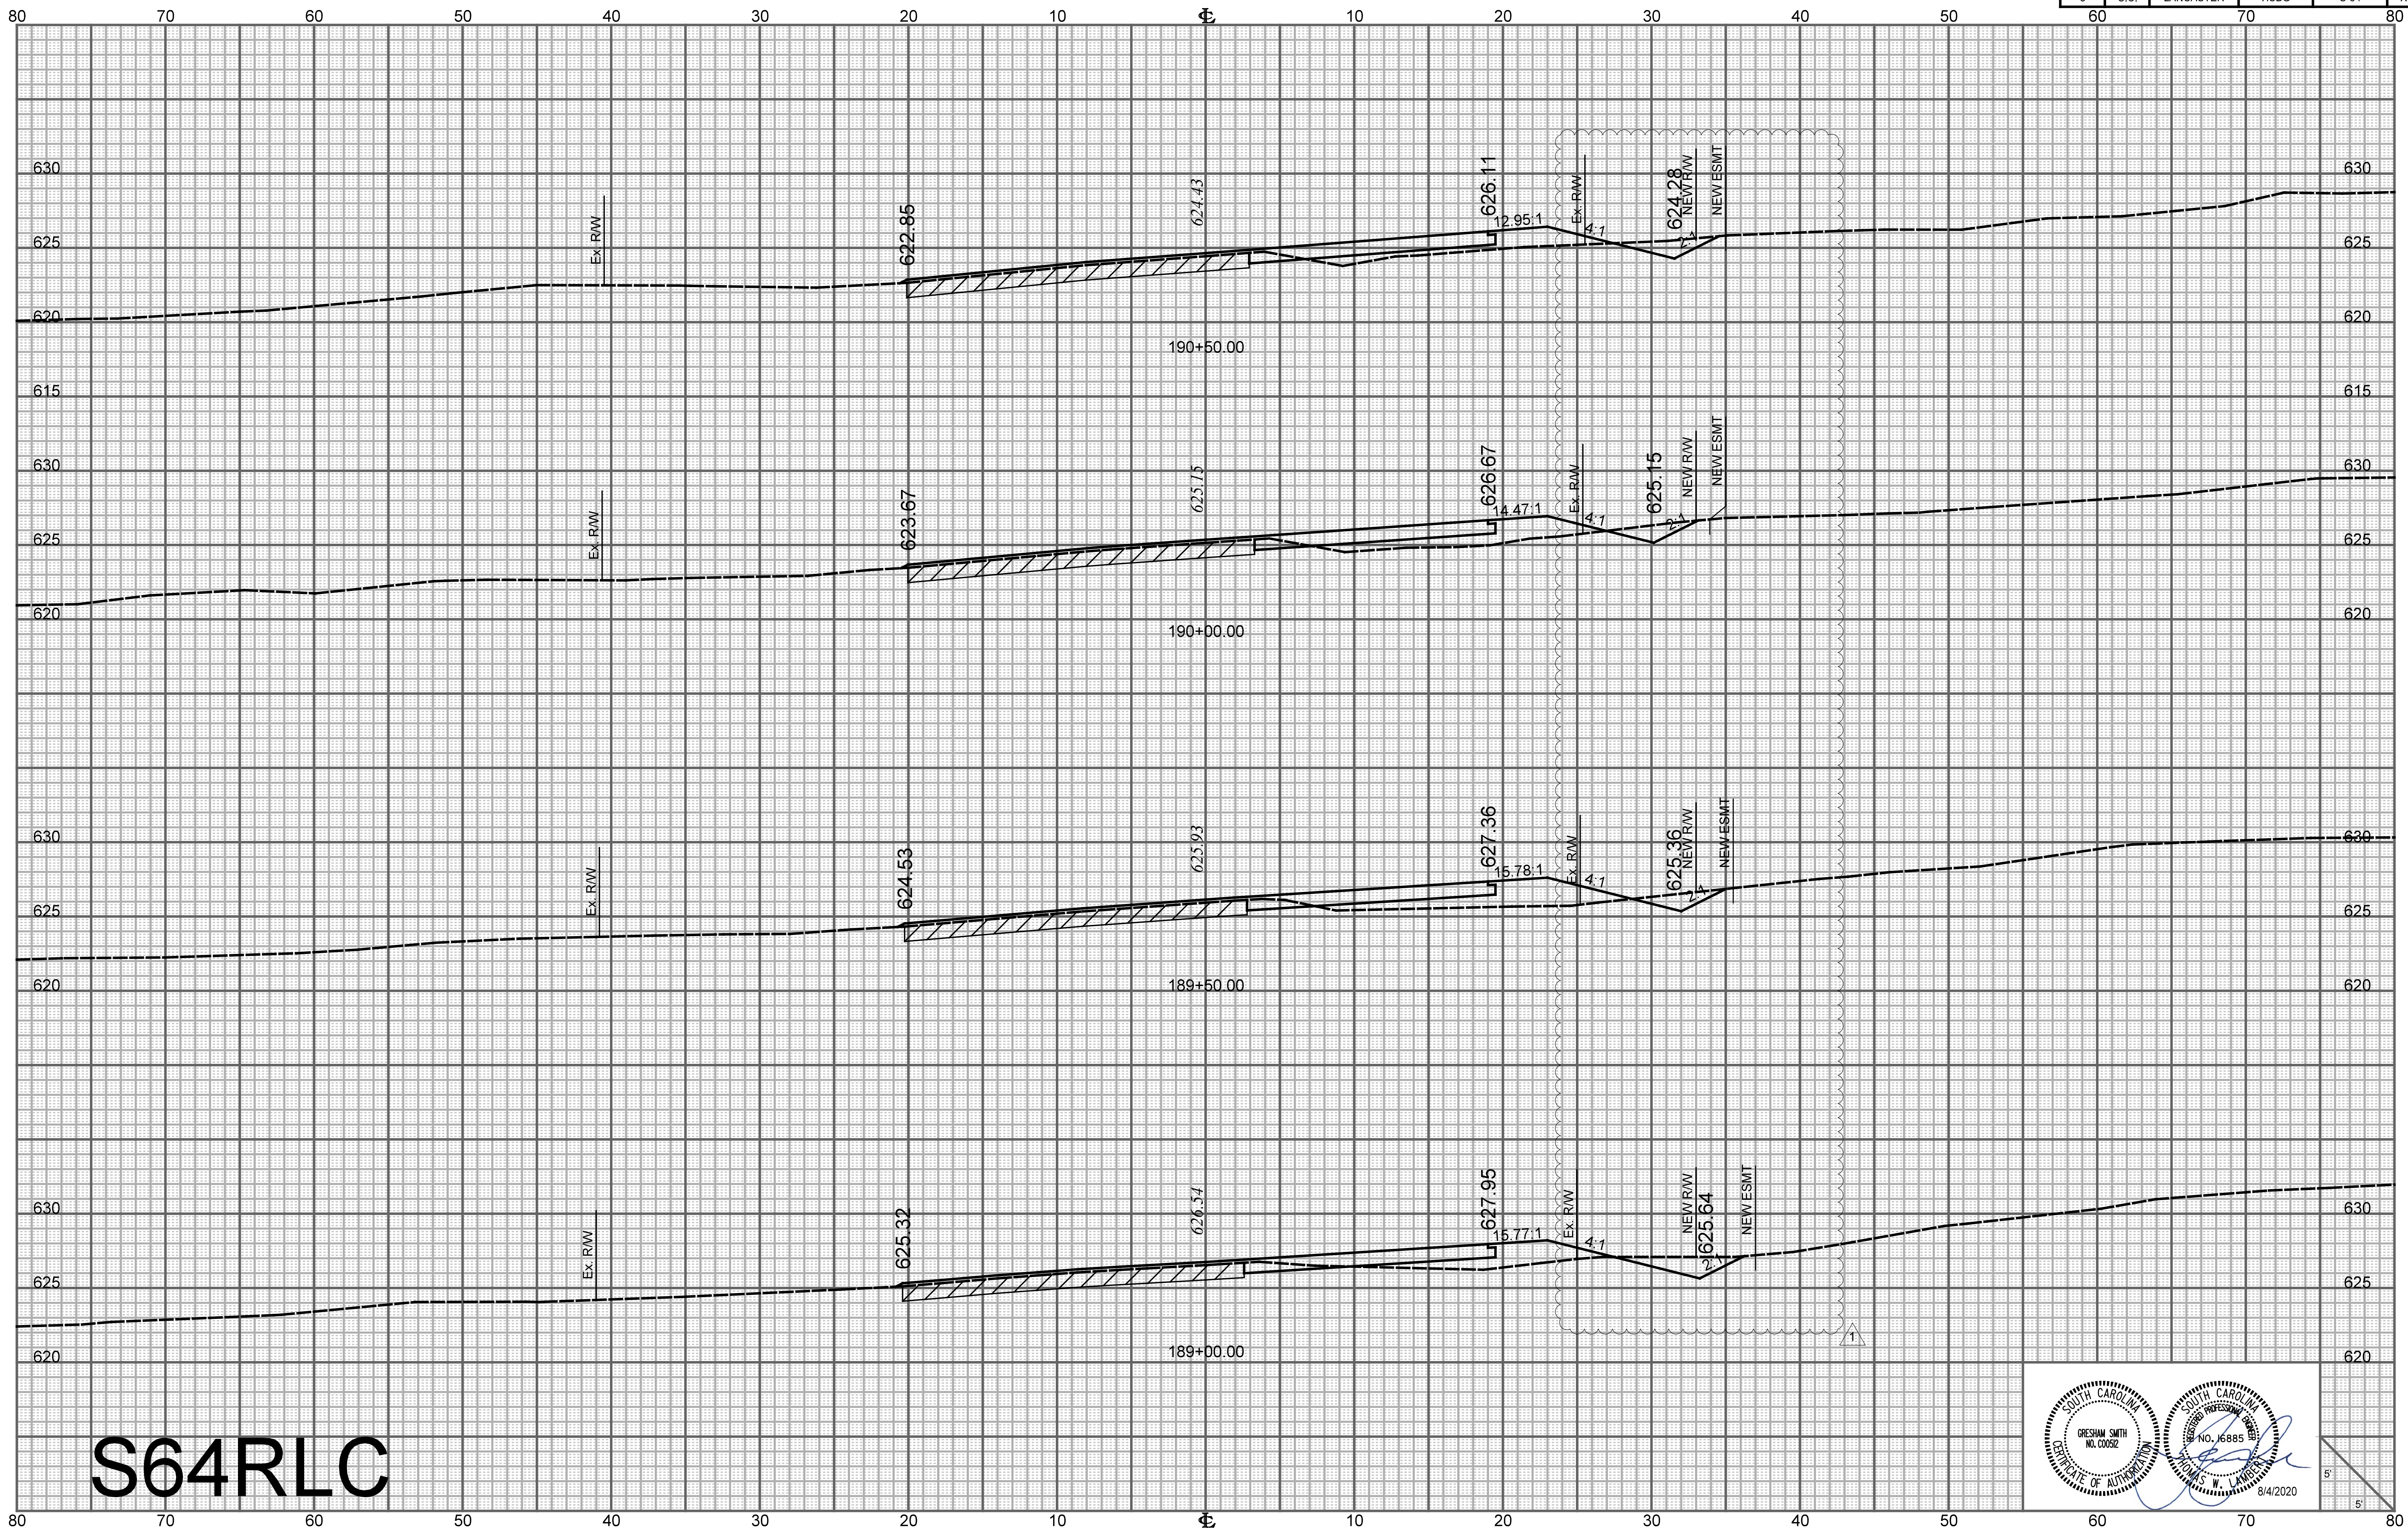 80 70 60 50 40 30 20 10 ℄ 10 20 30 40 50 60 70 80
630 630
625 625
620 620
615 615
Ex. R/W
622.85
624.43
626.11
12.95:1
Ex. R/W
4:1
624.28
2:1
NEW R/W
NEW ESMT
190+50.00
630 630
625 625
620 620
Ex. R/W
623.67
625.15
626.67
14.47:1
Ex. R/W
4:1
625.15
2:1
NEW R/W
NEW ESMT
190+00.00
630 630
625 625
620 620
Ex. R/W
624.53
625.93
627.36
15.78:1
Ex. R/W
4:1
625.36
2:1
NEW R/W
NEW ESMT
189+50.00
630 630
625 625
620 620
Ex. R/W
625.32
626.54
627.95
15.77:1
Ex. R/W
4:1
NEW R/W
625.64
2:1
NEW ESMT
189+00.00
1
S64RLC
SOUTH CAROLINA
GRESHAM SMITH
NO. C00512
CERTIFICATE OF AUTHORIZATION
SOUTH CAROLINA
REGISTERED PROFESSIONAL ENGINEER
NO. 16885
THOMAS W. LAMBERT
8/4/2020
5'
5'
80 70 60 50 40 30 20 10 ℄ 10 20 30 40 50 60 70 80